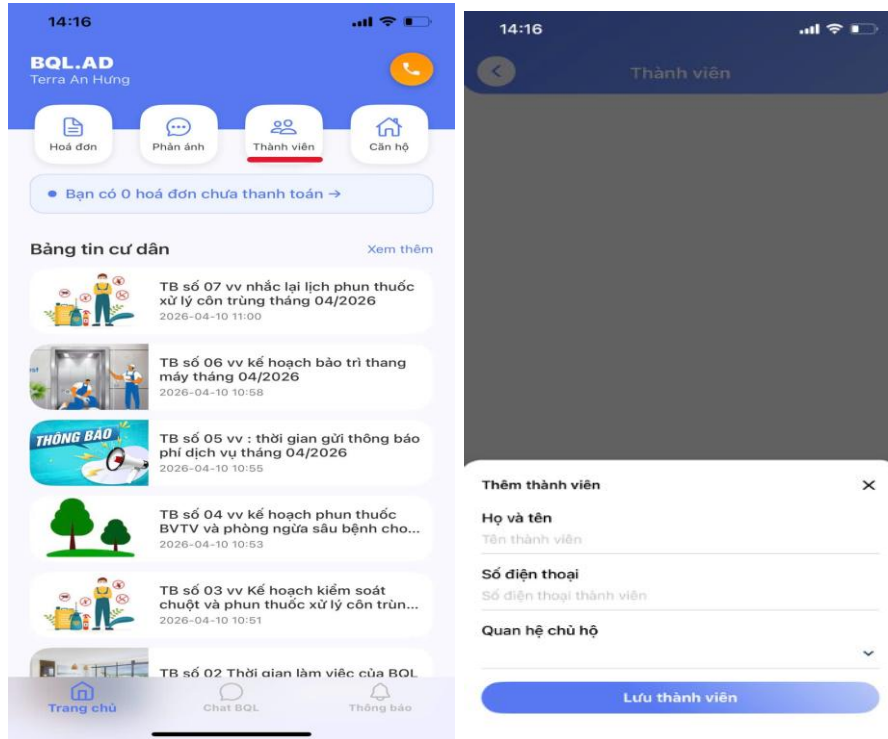 14:16
BQL.AD
Terra An Hưng
Hoá đơn
Phản ánh
Thành viên
Căn hộ
Bạn có 0 hoá đơn chưa thanh toán →
Bảng tin cư dân
Xem thêm
TB số 07 vv nhắc lại lịch phun thuốc
xử lý côn trùng tháng 04/2026
2026-04-10 11:00
TB số 06 vv kế hoạch bảo trì thang
máy tháng 04/2026
2026-04-10 10:58
THÔNG BÁO
TB số 05 vv : thời gian gửi thông báo
phí dịch vụ tháng 04/2026
2026-04-10 10:55
TB số 04 vv kế hoạch phun thuốc
BVTV và phòng ngừa sâu bệnh cho...
2026-04-10 10:53
TB số 03 vv Kế hoạch kiểm soát
chuột và phun thuốc xử lý côn trùn...
2026-04-10 10:51
TB số 02 Thời gian làm việc của BQL
Trang chủ
Chat BQL
Thông báo
14:16
Thành viên
Thêm thành viên
Họ và tên
Tên thành viên
Số điện thoại
Số điện thoại thành viên
Quan hệ chủ hộ
Lưu thành viên